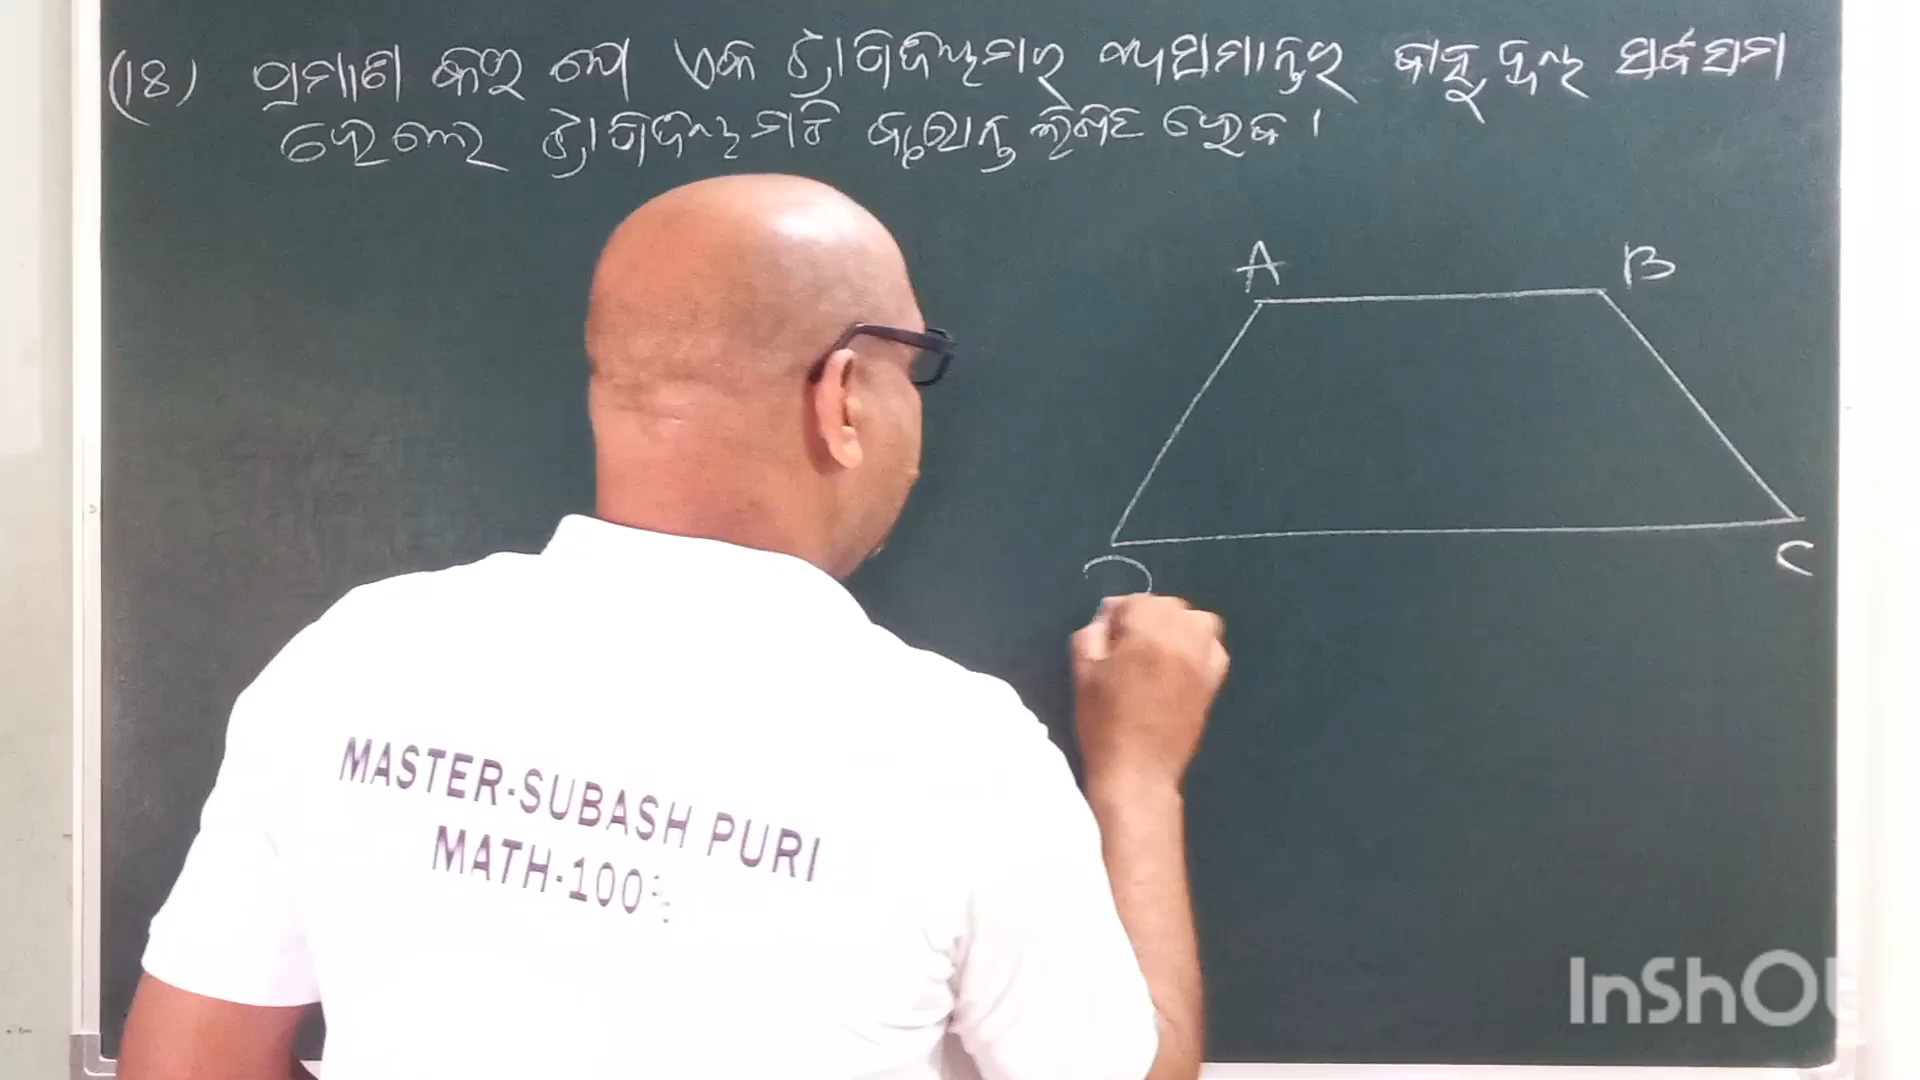 (18) ପ୍ରମାଣ କର ଯେ ଏକ ଟ୍ରାପିଜିୟମର ଅସମାନ୍ତର ବାହୁ ଦ୍ୱୟ ସର୍ବସମ
ହେଲେ ଟ୍ରାପିଜିୟମଟି ବୃତ୍ତାନ୍ତର୍ଲିଖିତ ହେବ ।
A B
C
MASTER-SUBASH PURI
MATH-100%
InShOt